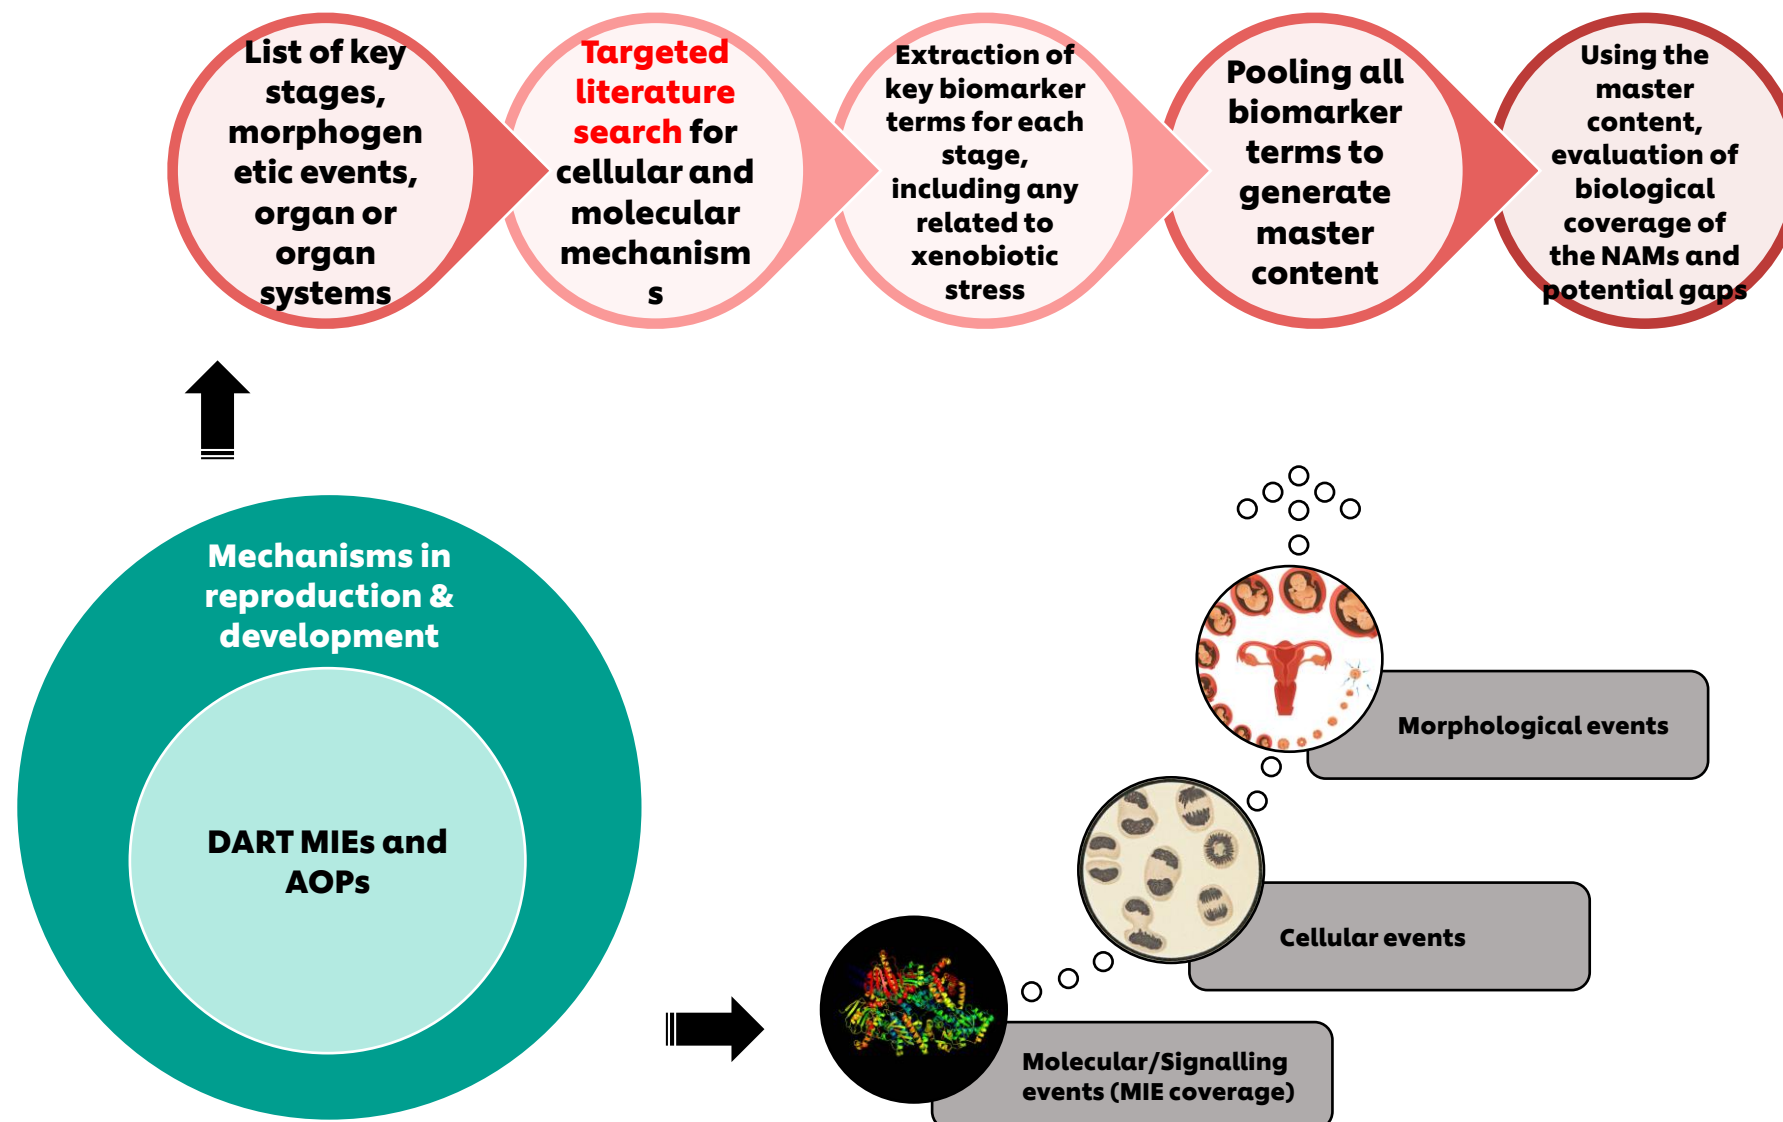 List of key
stages,
morphogen
etic events,
organ or
organ
systems
Targeted
literature
search for
cellular and
molecular
mechanism
s
Extraction of
key biomarker
terms for each
stage,
including any
related to
xenobiotic
stress
Pooling all
biomarker
terms to
generate
master
content
Using the
master
content,
evaluation of
biological
coverage of
the NAMs and
potential gaps
Mechanisms in
reproduction &
development
DART MIEs and
AOPs
Morphological events
Cellular events
Molecular/Signalling
events (MIE coverage)